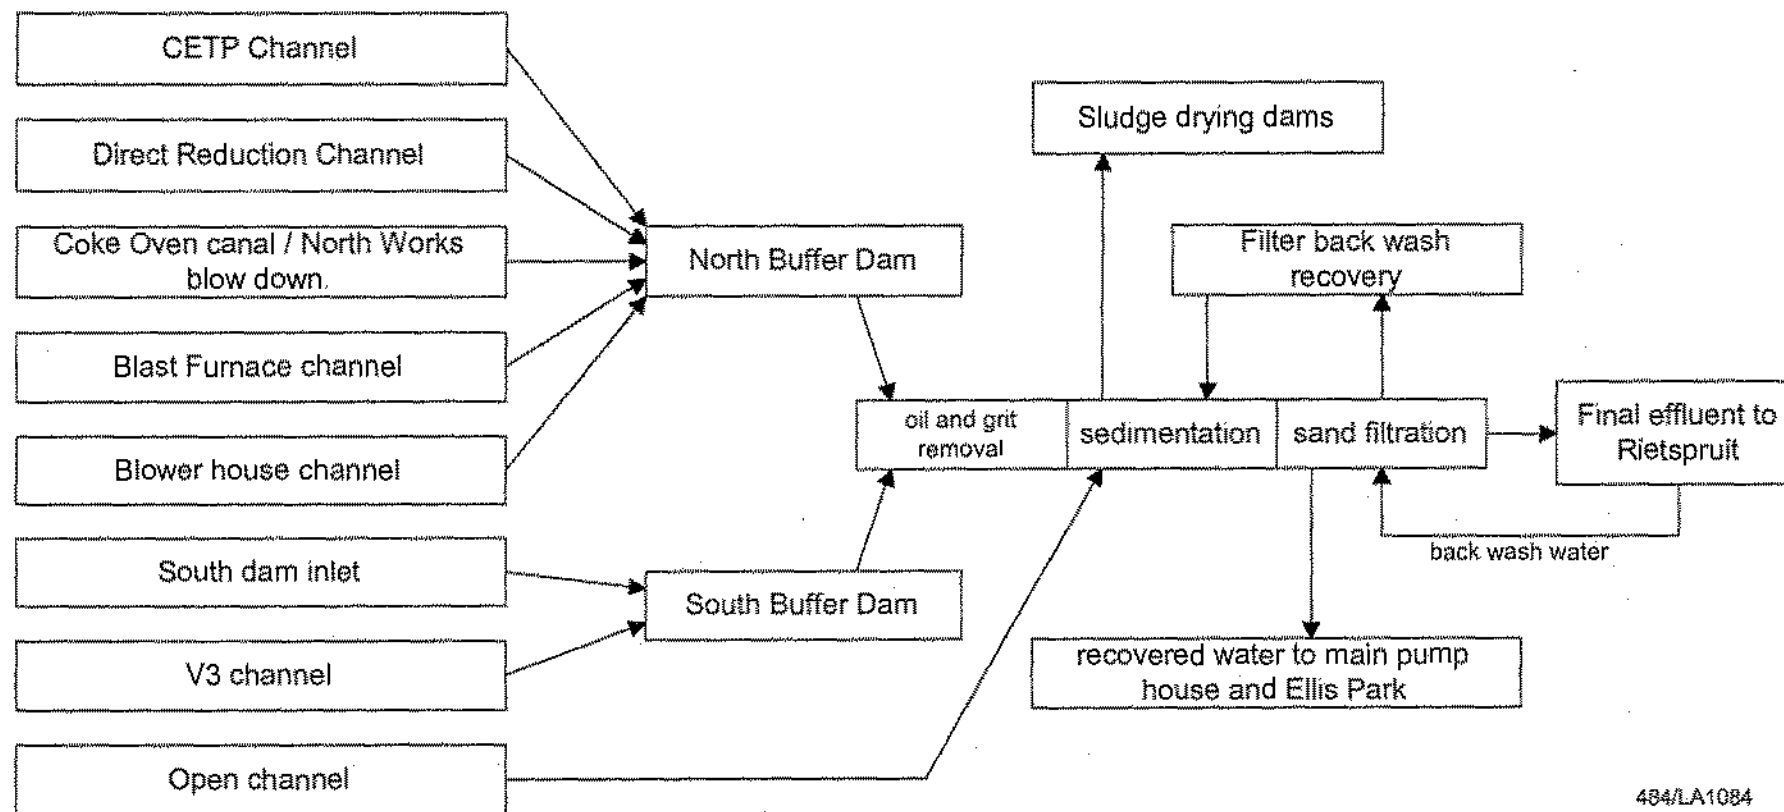 CETP Channel
Direct Reduction Channel
Coke Oven canal / North Works
blow down.
Blast Furnace channel
Blower house channel
South dam inlet
V3 channel
Open channel
North Buffer Dam
South Buffer Dam
Sludge drying dams
Filter back wash
recovery
oil and grit
removal
sedimentation
sand filtration
Final effluent to
Rietspruit
back wash water
recovered water to main pump
house and Ellis Park
484/LA1084